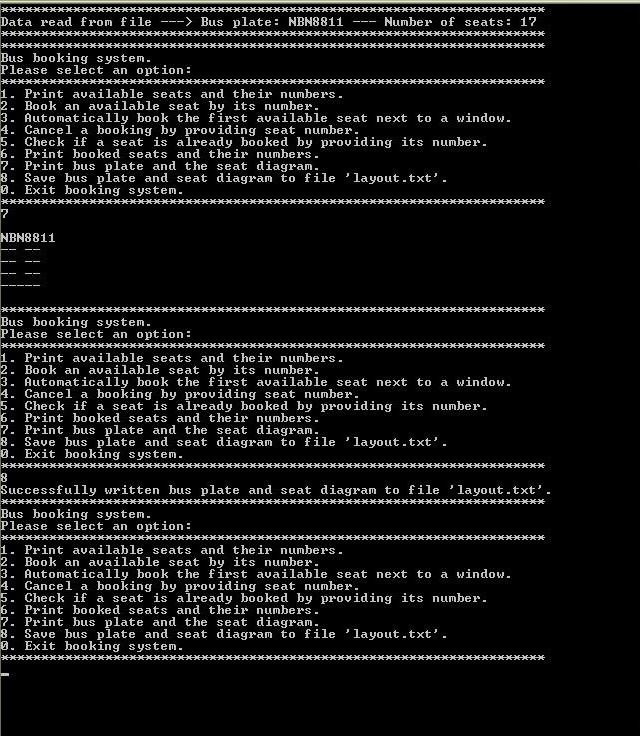 *******************************************************************
Data read from file ---> Bus plate: NBN8811 --- Number of seats: 17
*******************************************************************
********************************************************************
Bus booking system.
Please select an option:
********************************************************************
1. Print available seats and their numbers.
2. Book an available seat by its number.
3. Automatically book the first available seat next to a window.
4. Cancel a booking by providing seat number.
5. Check if a seat is already booked by providing its number.
6. Print booked seats and their numbers.
7. Print bus plate and the seat diagram.
8. Save bus plate and seat diagram to file 'layout.txt'.
0. Exit booking system.
********************************************************************
7
NBN8811
-- --
-- --
-- --
-----
********************************************************************
Bus booking system.
Please select an option:
********************************************************************
1. Print available seats and their numbers.
2. Book an available seat by its number.
3. Automatically book the first available seat next to a window.
4. Cancel a booking by providing seat number.
5. Check if a seat is already booked by providing its number.
6. Print booked seats and their numbers.
7. Print bus plate and the seat diagram.
8. Save bus plate and seat diagram to file 'layout.txt'.
0. Exit booking system.
********************************************************************
8
Successfully written bus plate and seat diagram to file 'layout.txt'.
********************************************************************
Bus booking system.
Please select an option:
********************************************************************
1. Print available seats and their numbers.
2. Book an available seat by its number.
3. Automatically book the first available seat next to a window.
4. Cancel a booking by providing seat number.
5. Check if a seat is already booked by providing its number.
6. Print booked seats and their numbers.
7. Print bus plate and the seat diagram.
8. Save bus plate and seat diagram to file 'layout.txt'.
0. Exit booking system.
********************************************************************